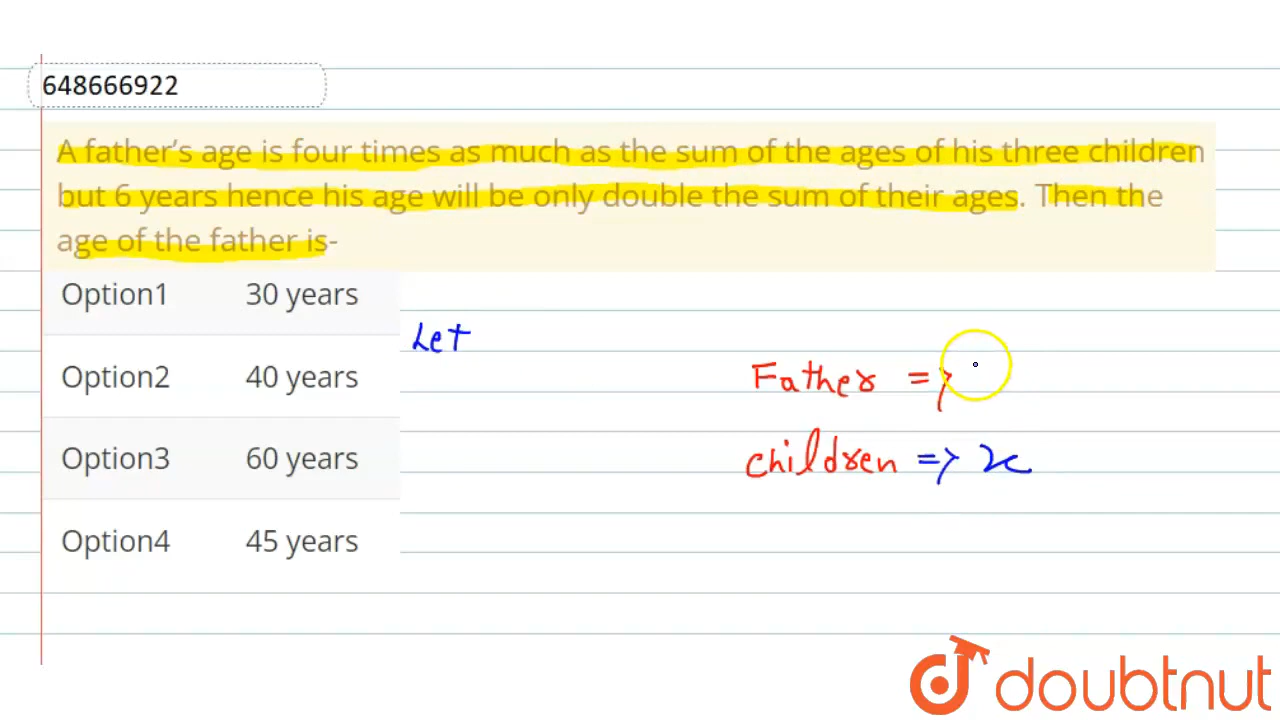 648666922
A father's age is four times as much as the sum of the ages of his three children
but 6 years hence his age will be only double the sum of their ages. Then the
age of the father is-
Option1 30 years
Option2 40 years
Option3 60 years
Option4 45 years
Let
Father =>
children => x
doubtnut